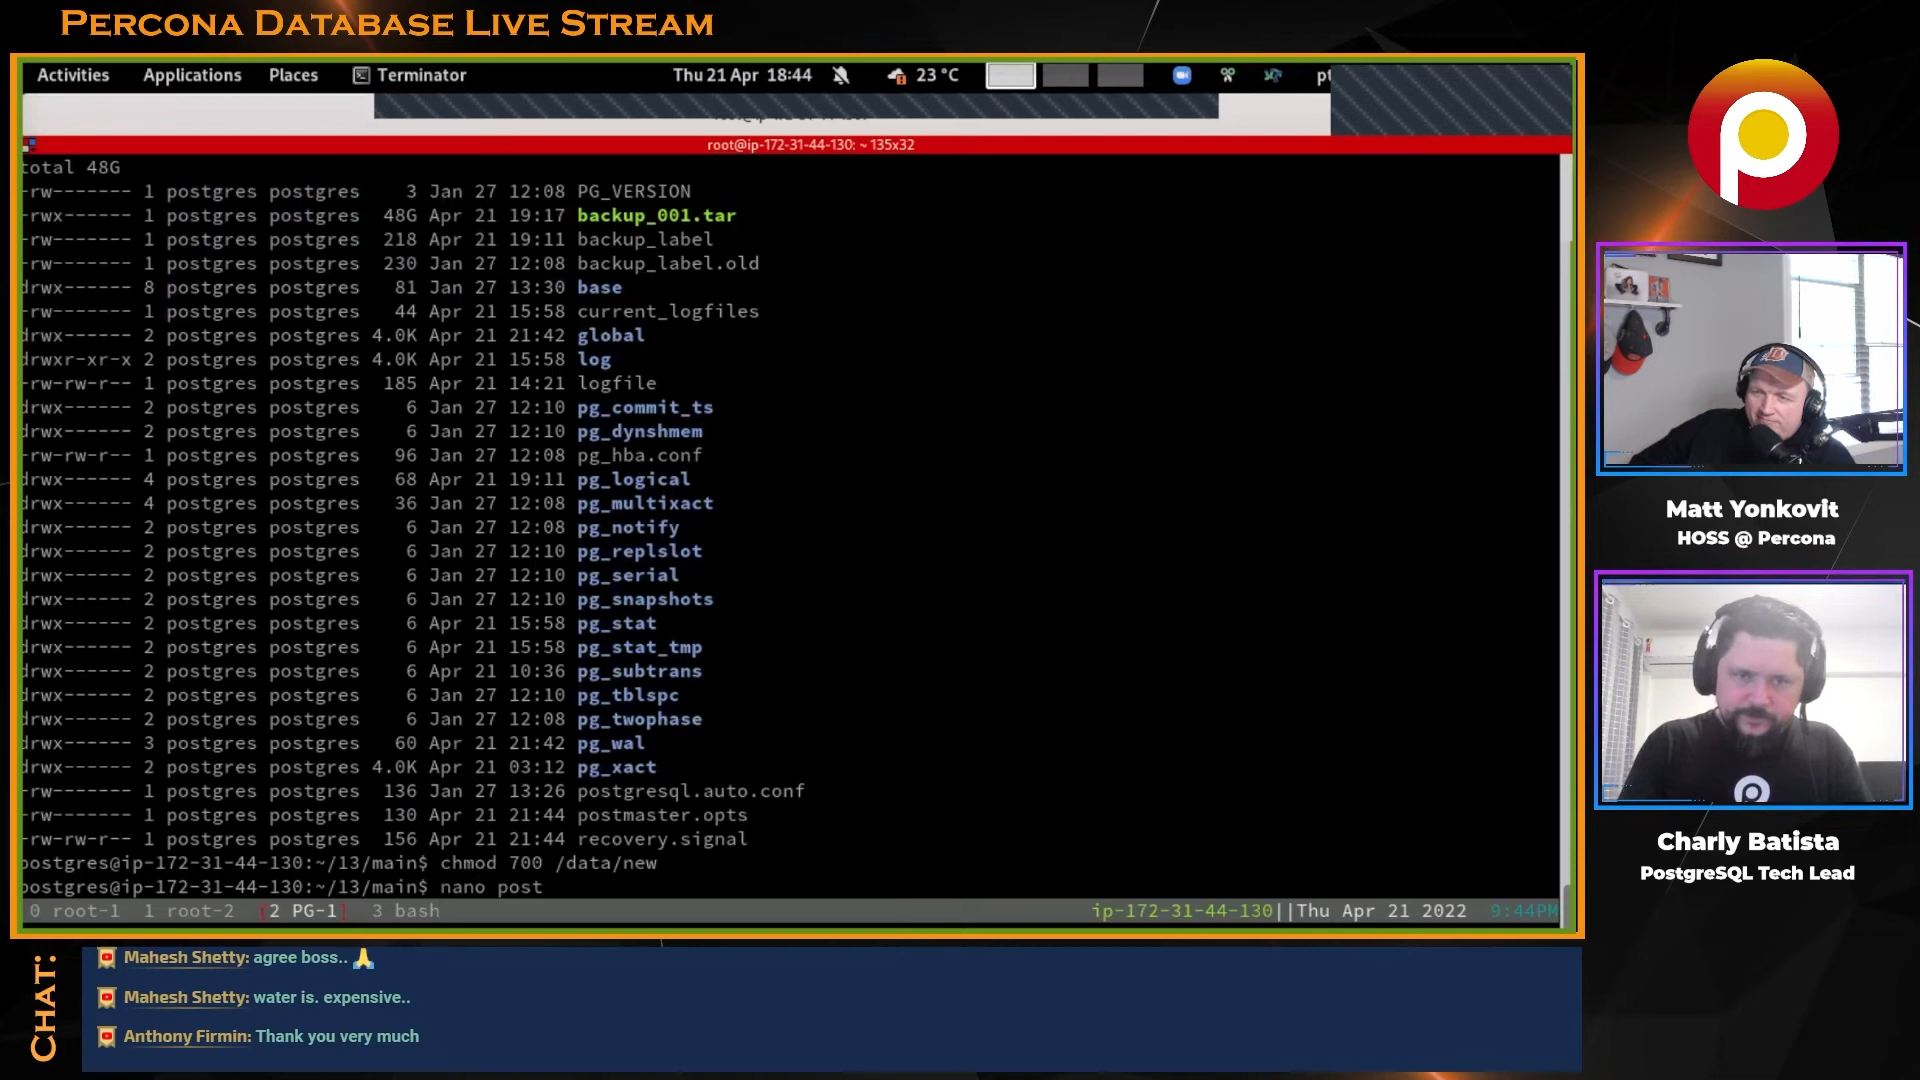 PERCONA DATABASE LIVE STREAM
Activities Applications Places Terminator Thu 21 Apr 18:44 23 °C
root@ip-172-31-44-130: ~ 135x32
total 48G
-rw------- 1 postgres postgres 3 Jan 27 12:08 PG_VERSION
-rwx------ 1 postgres postgres 48G Apr 21 19:17 backup_001.tar
-rw------- 1 postgres postgres 218 Apr 21 19:11 backup_label
-rw------- 1 postgres postgres 230 Jan 27 12:08 backup_label.old
drwx------ 8 postgres postgres 81 Jan 27 13:30 base
-rw------- 1 postgres postgres 44 Apr 21 15:58 current_logfiles
drwx------ 2 postgres postgres 4.0K Apr 21 21:42 global
drwxr-xr-x 2 postgres postgres 4.0K Apr 21 15:58 log
-rw-rw-r-- 1 postgres postgres 185 Apr 21 14:21 logfile
drwx------ 2 postgres postgres 6 Jan 27 12:10 pg_commit_ts
drwx------ 2 postgres postgres 6 Jan 27 12:10 pg_dynshmem
-rw-rw-r-- 1 postgres postgres 96 Jan 27 12:08 pg_hba.conf
drwx------ 4 postgres postgres 68 Apr 21 19:11 pg_logical
drwx------ 4 postgres postgres 36 Jan 27 12:08 pg_multixact
drwx------ 2 postgres postgres 6 Jan 27 12:08 pg_notify
drwx------ 2 postgres postgres 6 Jan 27 12:10 pg_replslot
drwx------ 2 postgres postgres 6 Jan 27 12:10 pg_serial
drwx------ 2 postgres postgres 6 Jan 27 12:10 pg_snapshots
drwx------ 2 postgres postgres 6 Apr 21 15:58 pg_stat
drwx------ 2 postgres postgres 6 Apr 21 15:58 pg_stat_tmp
drwx------ 2 postgres postgres 6 Apr 21 10:36 pg_subtrans
drwx------ 2 postgres postgres 6 Jan 27 12:10 pg_tblspc
drwx------ 2 postgres postgres 6 Jan 27 12:08 pg_twophase
drwx------ 3 postgres postgres 60 Apr 21 21:42 pg_wal
drwx------ 2 postgres postgres 4.0K Apr 21 03:12 pg_xact
-rw------- 1 postgres postgres 136 Jan 27 13:26 postgresql.auto.conf
-rw------- 1 postgres postgres 130 Apr 21 21:44 postmaster.opts
-rw-rw-r-- 1 postgres postgres 156 Apr 21 21:44 recovery.signal
postgres@ip-172-31-44-130:~/13/main$ chmod 700 /data/new
postgres@ip-172-31-44-130:~/13/main$ nano post
0 root-1 1 root-2 [2 PG-1] 3 bash ip-172-31-44-130||Thu Apr 21 2022 9:44PM
Matt Yonkovit
HOSS @ Percona
Charly Batista
PostgreSQL Tech Lead
CHAT:
Mahesh Shetty: agree boss.. 🙏
Mahesh Shetty: water is. expensive..
Anthony Firmin: Thank you very much